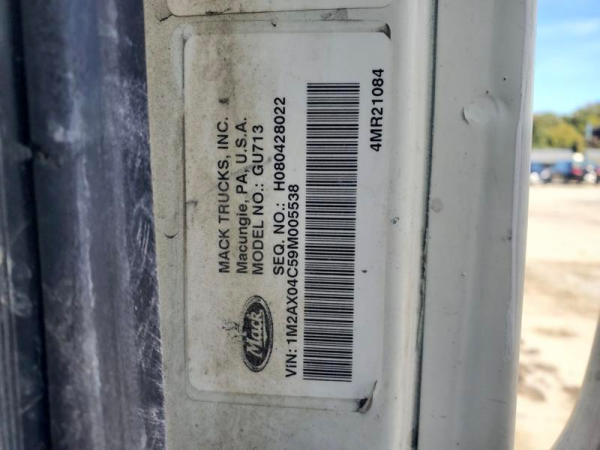 MACK TRUCKS, INC.
Macungie, PA, U.S.A.
MODEL NO.: GU713
SEQ. NO.: H080428022
Mack
VIN: 1M2AX04C59M005538
4MR21084